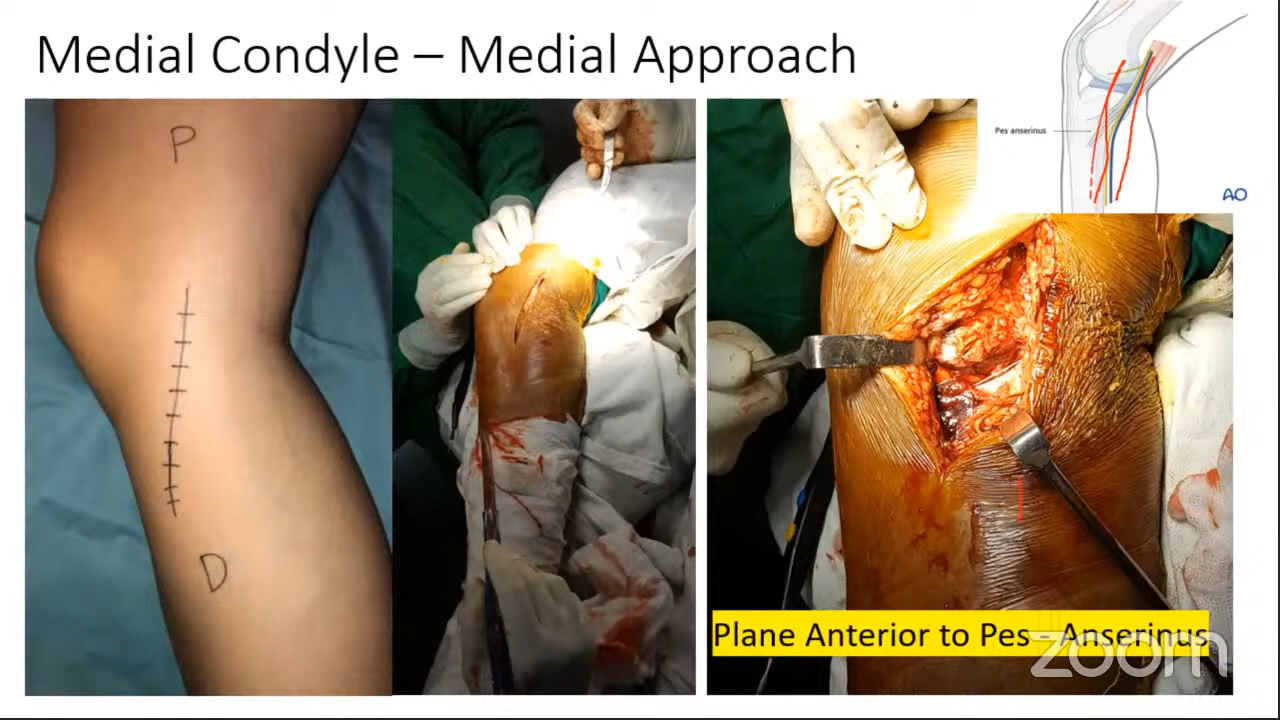 Medial Condyle – Medial Approach
P
D
Pes anserinus
AO
Plane Anterior to Pes - Anserinus
zoom